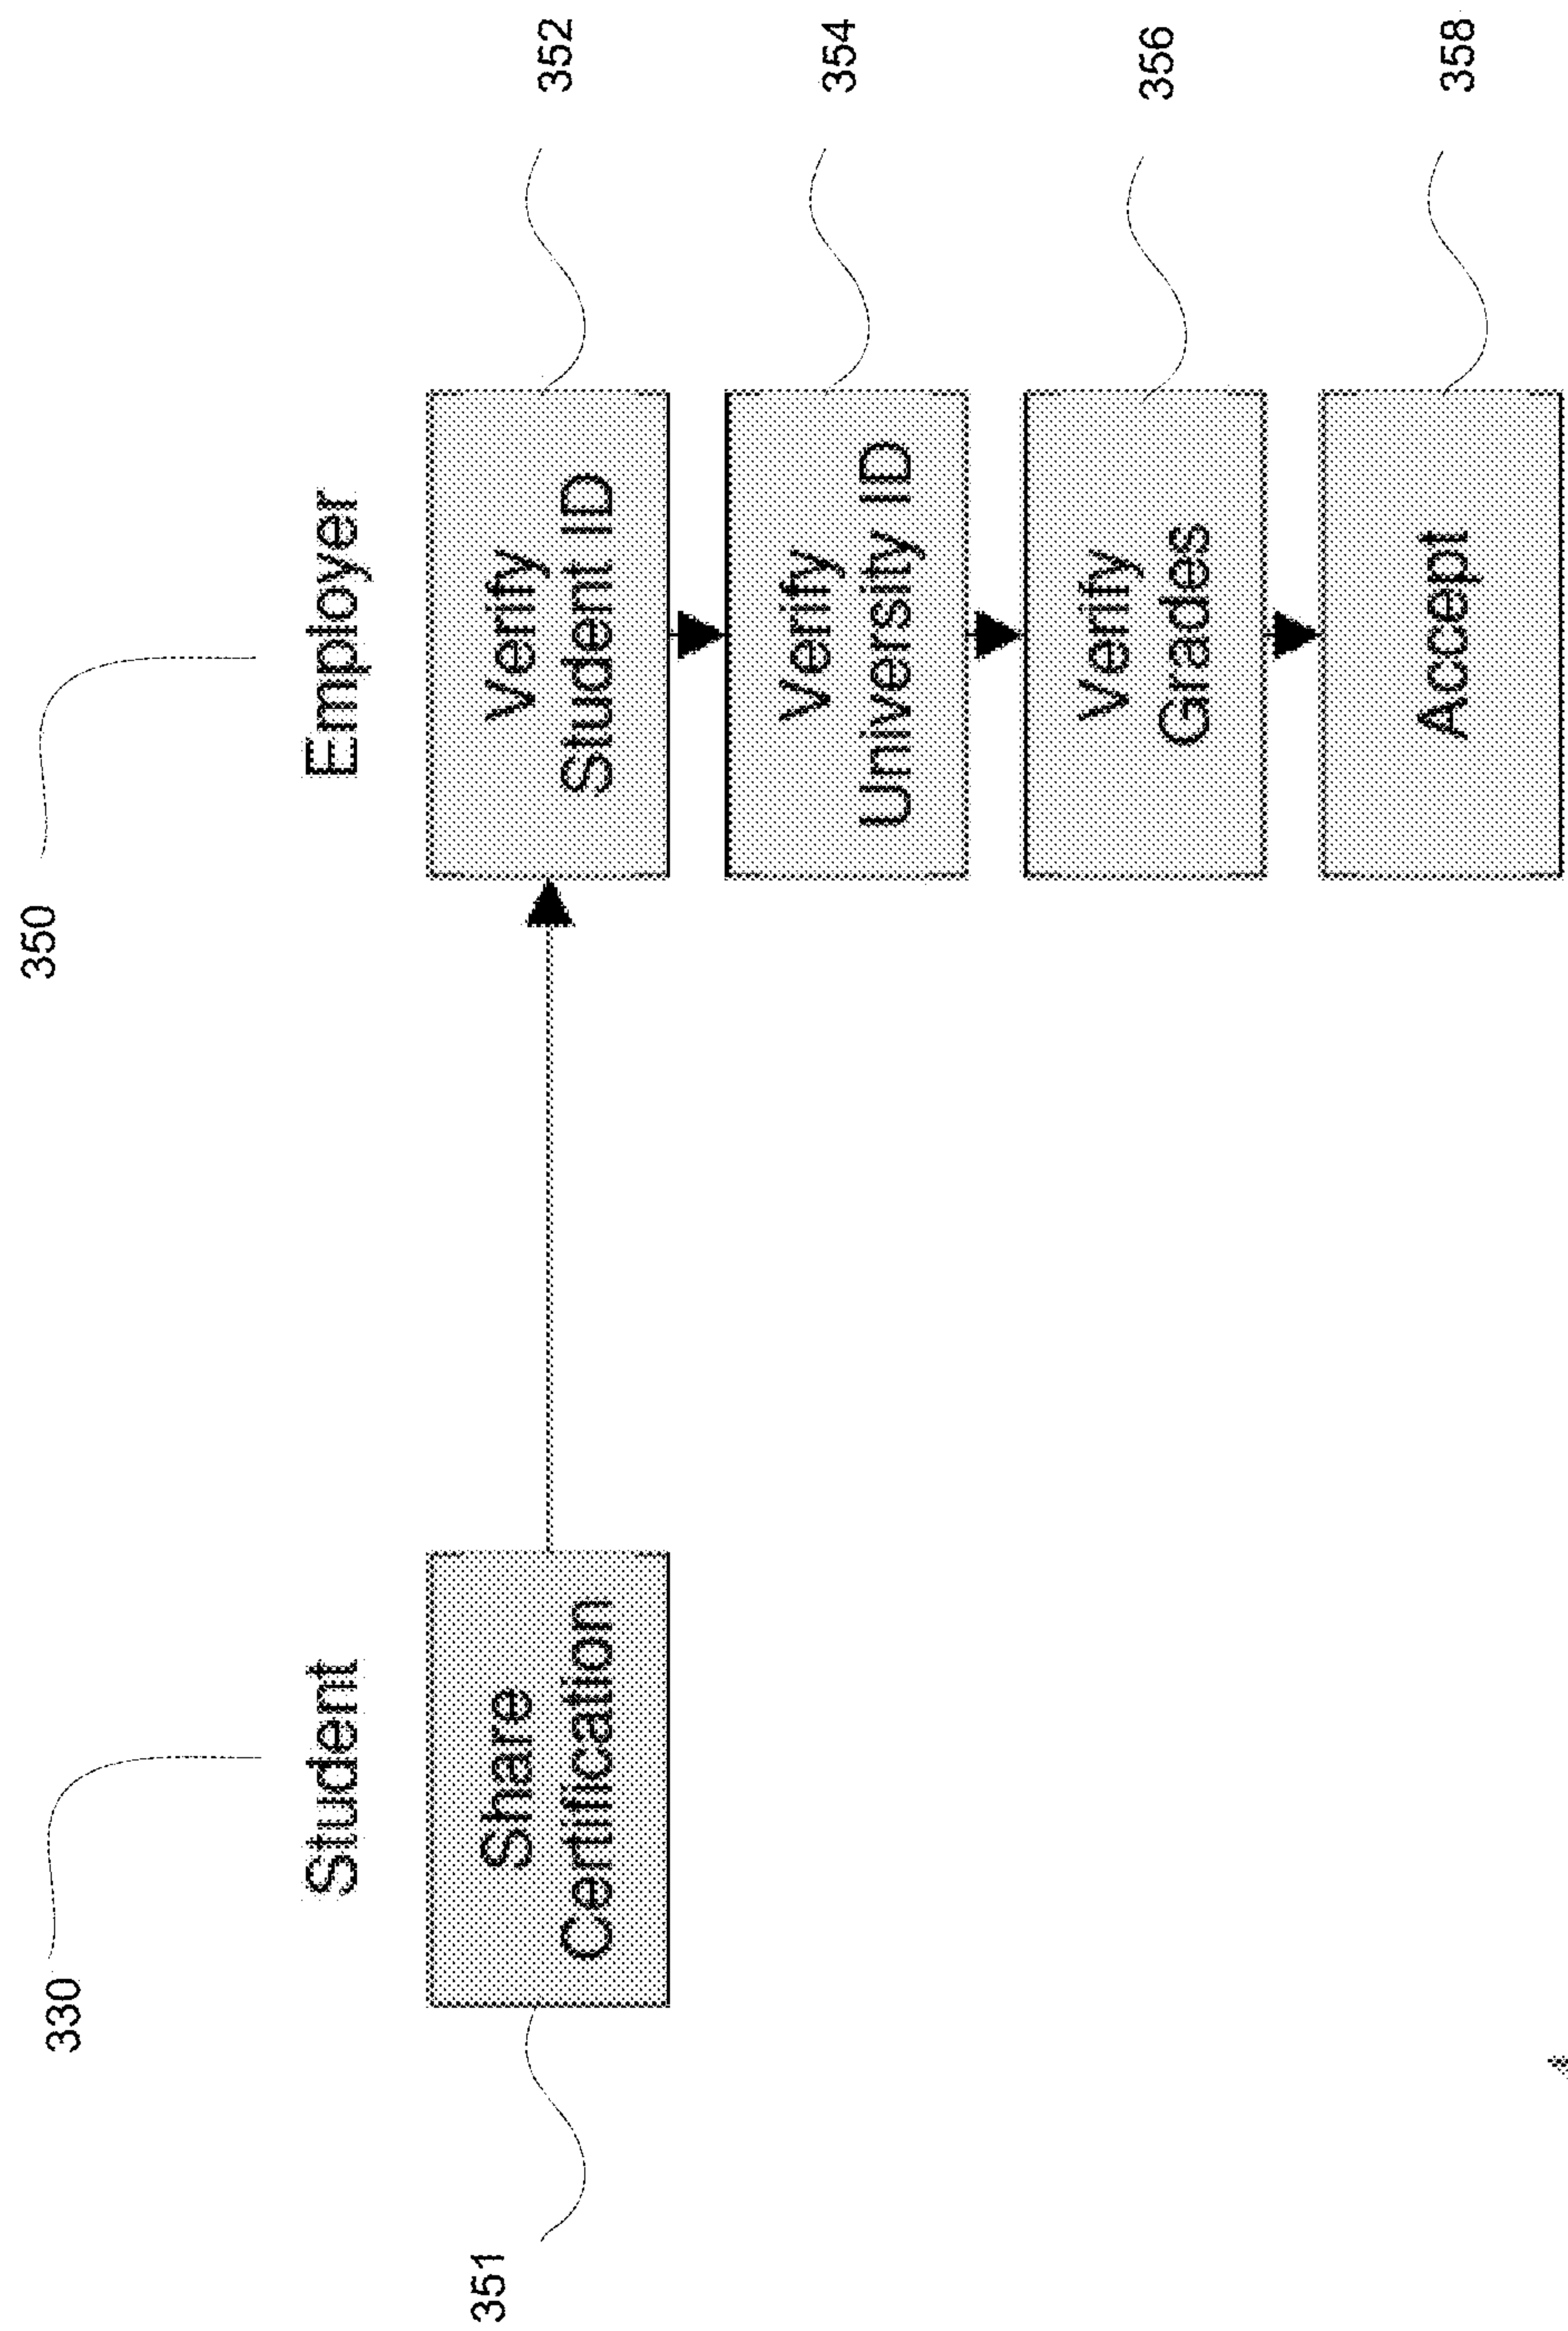 330
350
Student
Employer
351
Share
Certification
Verify
Student ID
352
Verify
University ID
354
Verify
Grades
356
Accept
358